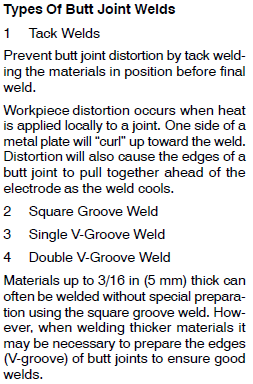 Types Of Butt Joint Welds
1 Tack Welds
Prevent butt joint distortion by tack weld-
ing the materials in position before final
weld.
Workpiece distortion occurs when heat
is applied locally to a joint. One side of a
metal plate will “curl” up toward the weld.
Distortion will also cause the edges of a
butt joint to pull together ahead of the
electrode as the weld cools.
2 Square Groove Weld
3 Single V-Groove Weld
4 Double V-Groove Weld
Materials up to 3/16 in (5 mm) thick can
often be welded without special prepara-
tion using the square groove weld. How-
ever, when welding thicker materials it
may be necessary to prepare the edges
(V-groove) of butt joints to ensure good
welds.